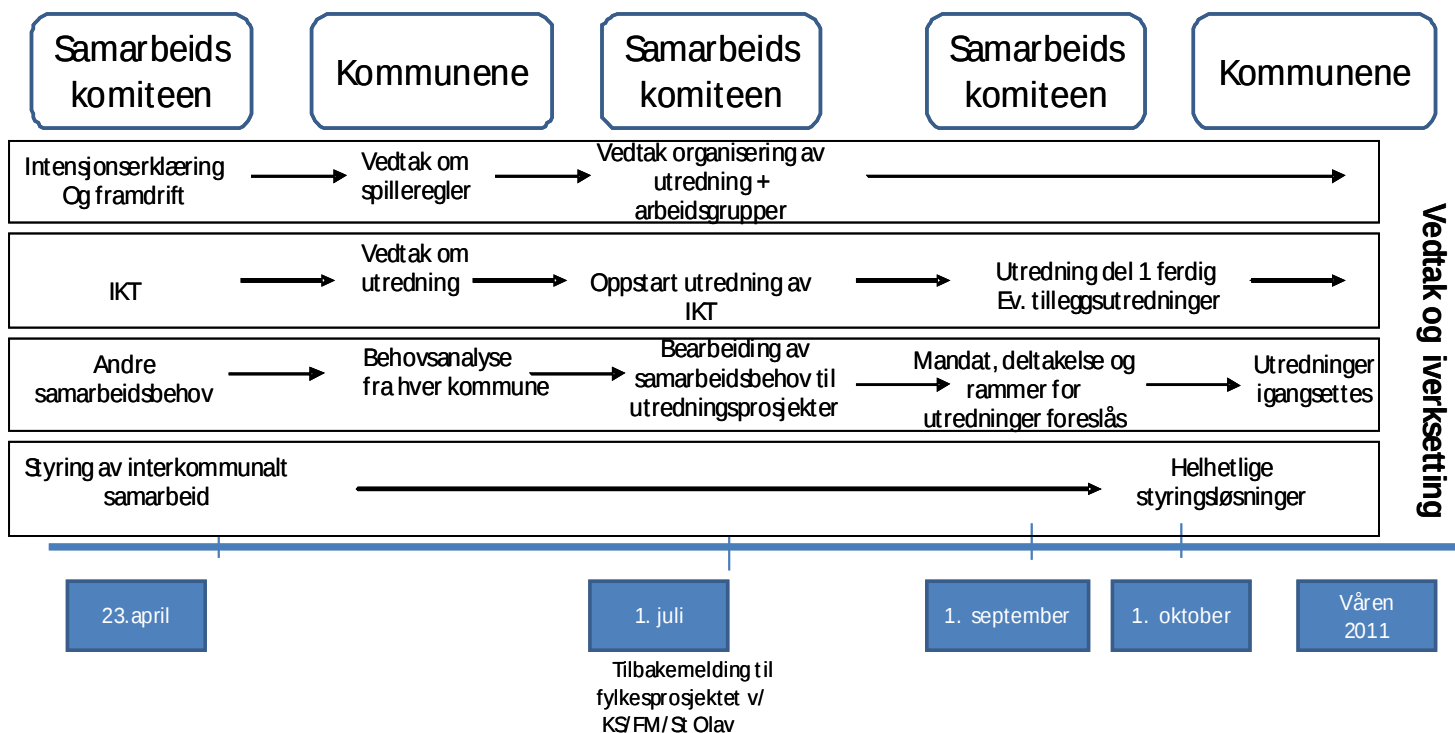 Samarbeids
komiteen
Kommunene
Samarbeids
komiteen
Samarbeids
komiteen
Kommunene
Intensjonserklæring
Og framdrift
Vedtak om
spilleregler
Vedtak organisering av
utredning +
arbeidsgrupper
IKT
Vedtak om
utredning
Oppstart utredning av
IKT
Utredning del 1 ferdig
Ev. tilleggsutredninger
Andre
samarbeidsbehov
Behovsanalyse
fra hver kommune
Bearbeiding av
samarbeidsbehov til
utredningsprosjekter
Mandat, deltakelse og
rammer for
utredninger foreslås
Utredninger
igangsettes
Styring av interkommunalt
samarbeid
Helhetlige
styringsløsninger
Vedtak og iverksetting
23.april
1. juli
1. september
1. oktober
Våren
2011
Tilbakemelding til
fylkesprosjektet v/
KS/FM/St Olav